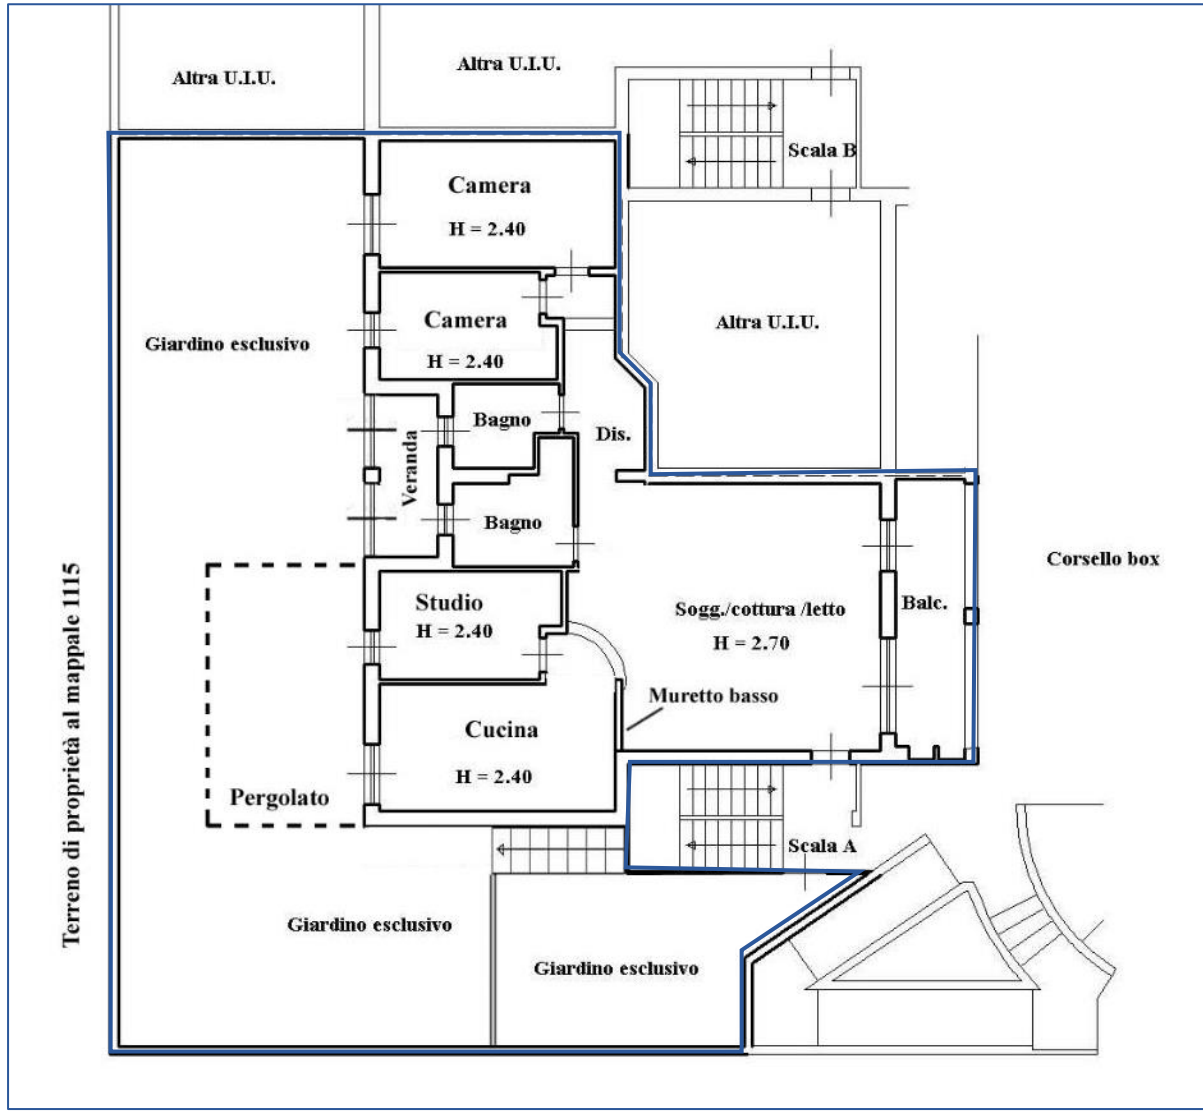 Altra U.I.U.
Altra U.I.U.
Scala B
Camera
H = 2.40
Camera
H = 2.40
Altra U.I.U.
Giardino esclusivo
Bagno
Dis.
Veranda
Bagno
Corsello box
Studio
H = 2.40
Sogg./cottura /letto
H = 2.70
Balc.
Muretto basso
Cucina
H = 2.40
Pergolato
Terreno di proprietà al mappale 1115
Scala A
Giardino esclusivo
Giardino esclusivo